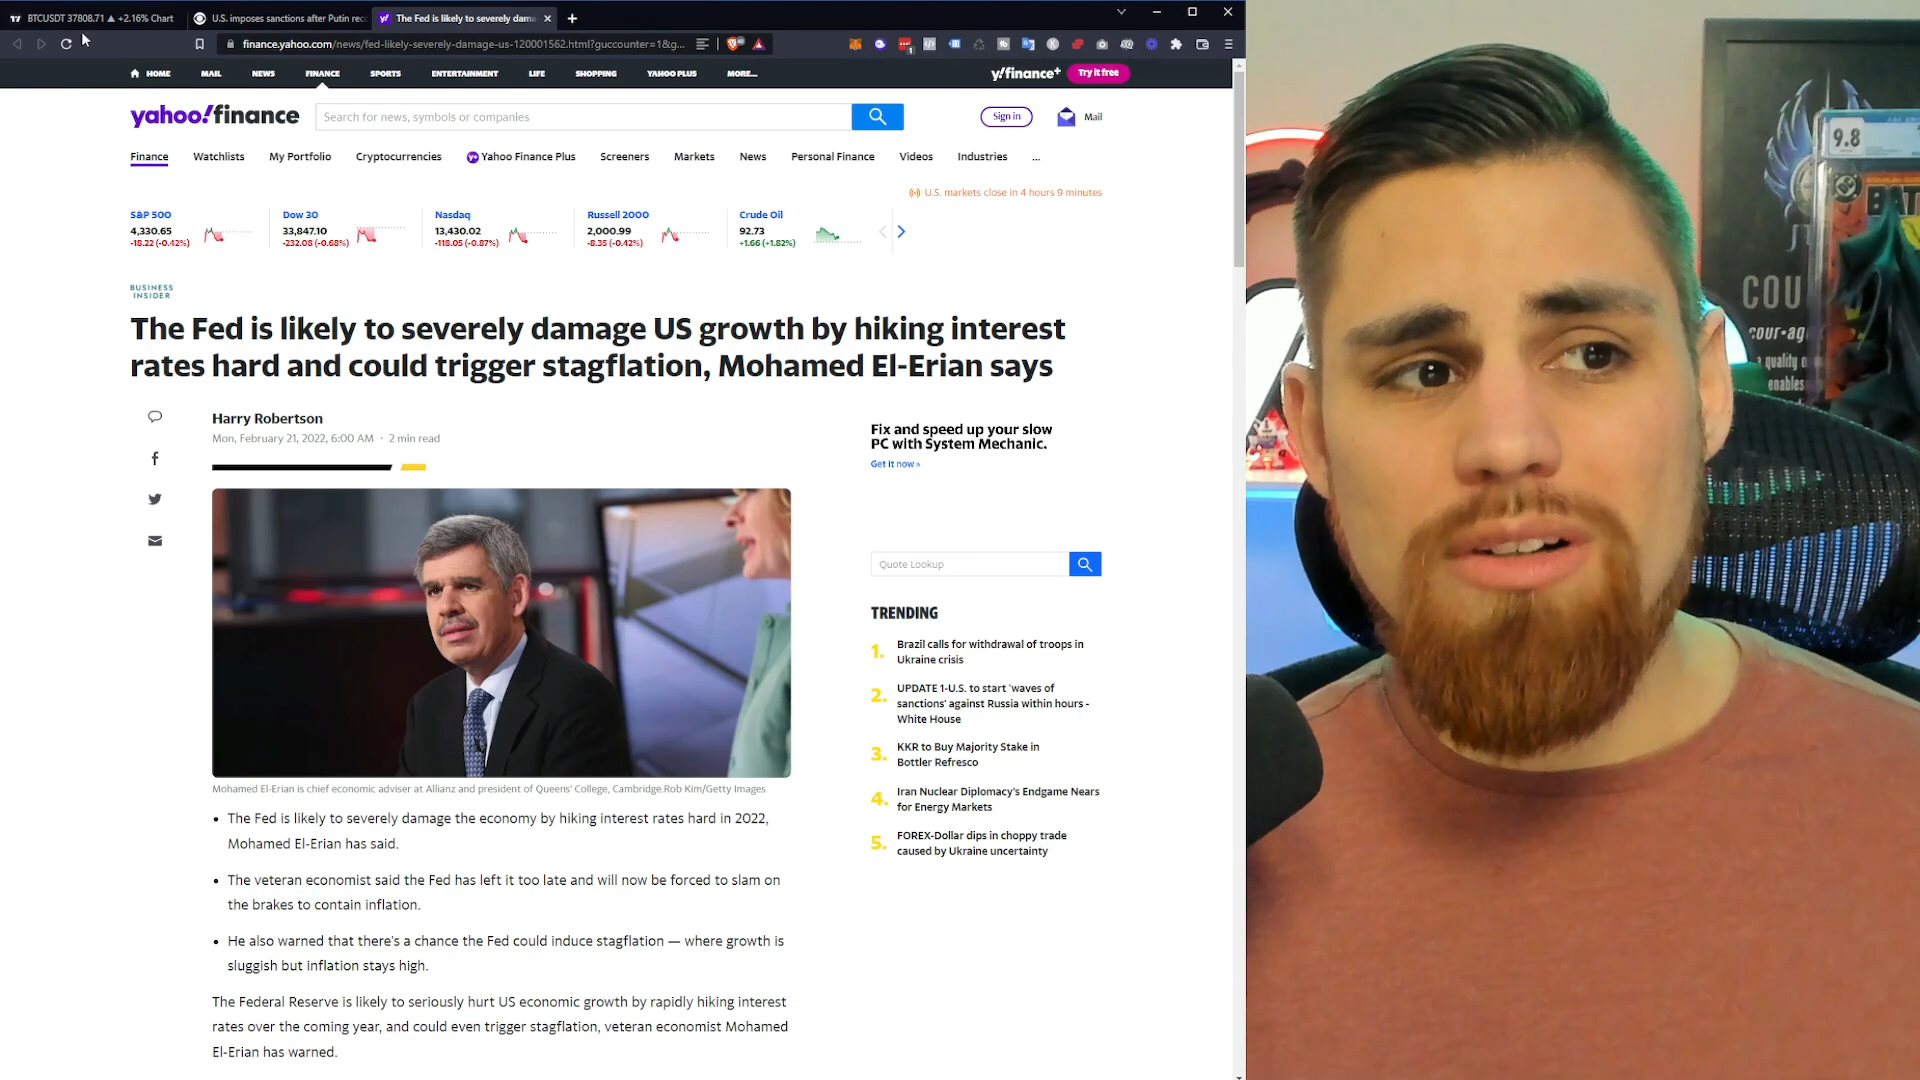 BTCUSDT 37808.71 ▲ +2.16% Chart
U.S. imposes sanctions after Putin rec
The Fed is likely to severely dama
finance.yahoo.com/news/fed-likely-severely-damage-us-120001562.html?guccounter=1&g...
HOME MAIL NEWS FINANCE SPORTS ENTERTAINMENT LIFE SHOPPING YAHOO PLUS MORE...
y!finance+ Try it free
yahoo!finance
Search for news, symbols or companies
Sign in
Mail
Finance Watchlists My Portfolio Cryptocurrencies Yahoo Finance Plus Screeners Markets News Personal Finance Videos Industries ...
U.S. markets close in 4 hours 9 minutes
S&P 500
4,330.65
-18.22 (-0.42%)
Dow 30
33,847.10
-232.08 (-0.68%)
Nasdaq
13,430.02
-118.05 (-0.87%)
Russell 2000
2,000.99
-8.35 (-0.42%)
Crude Oil
92.73
+1.66 (+1.82%)
BUSINESS
INSIDER
The Fed is likely to severely damage US growth by hiking interest
rates hard and could trigger stagflation, Mohamed El-Erian says
Harry Robertson
Mon, February 21, 2022, 6:00 AM · 2 min read
Mohamed El-Erian is chief economic adviser at Allianz and president of Queens' College, Cambridge.Rob Kim/Getty Images
• The Fed is likely to severely damage the economy by hiking interest rates hard in 2022,
Mohamed El-Erian has said.
• The veteran economist said the Fed has left it too late and will now be forced to slam on
the brakes to contain inflation.
• He also warned that there's a chance the Fed could induce stagflation — where growth is
sluggish but inflation stays high.
The Federal Reserve is likely to seriously hurt US economic growth by rapidly hiking interest
rates over the coming year, and could even trigger stagflation, veteran economist Mohamed
El-Erian has warned.
Fix and speed up your slow
PC with System Mechanic.
Get it now »
Quote Lookup
TRENDING
1. Brazil calls for withdrawal of troops in
Ukraine crisis
2. UPDATE 1-U.S. to start 'waves of
sanctions' against Russia within hours -
White House
3. KKR to Buy Majority Stake in
Bottler Refresco
4. Iran Nuclear Diplomacy's Endgame Nears
for Energy Markets
5. FOREX-Dollar dips in choppy trade
caused by Ukraine uncertainty
9.8
COU
cour·ag
a quality o
enables